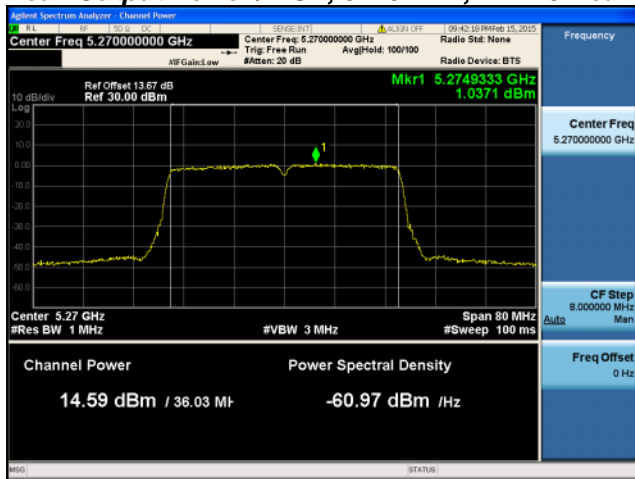 Agilent Spectrum Analyzer - Channel Power
RL RF 50 Ω DC SENSE:INT ALIGN OFF 09:42:18 PM Feb 15, 2015
Center Freq 5.270000000 GHz
Center Freq: 5.270000000 GHz
Radio Std: None
Trig: Free Run Avg|Hold: 100/100
#IFGain:Low #Atten: 20 dB Radio Device: BTS
Frequency
Ref Offset 13.67 dB
Mkr1 5.2749333 GHz
10 dB/div Ref 30.00 dBm 1.0371 dBm
Log
20.0
10.0
0.00
-10.0
-20.0
-30.0
-40.0
-50.0
-60.0
1
Center 5.27 GHz Span 80 MHz
#Res BW 1 MHz #VBW 3 MHz #Sweep 100 ms
Channel Power Power Spectral Density
14.59 dBm / 36.03 MH -60.97 dBm /Hz
Center Freq
5.270000000 GHz
CF Step
8.000000 MHz
Auto Man
Freq Offset
0 Hz
MSG STATUS